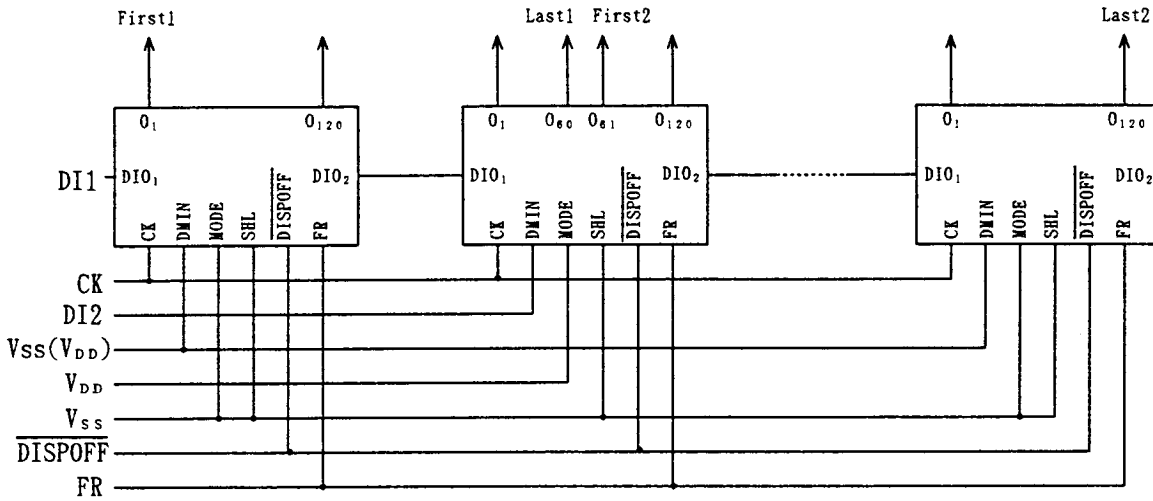 First1 Last1 First2 Last2
O₁ O₁₂₀ O₁ O₆₀ O₆₁ O₁₂₀ O₁ O₁₂₀
DI1 DIO₁ DIO₂ DIO₁ DIO₂ DIO₁ DIO₂
CK DMIN MODE SHL DISPOFF FR CK DMIN MODE SHL DISPOFF FR CK DMIN MODE SHL DISPOFF FR
CK
DI2
Vss(VDD)
VDD
Vss
DISPOFF
FR